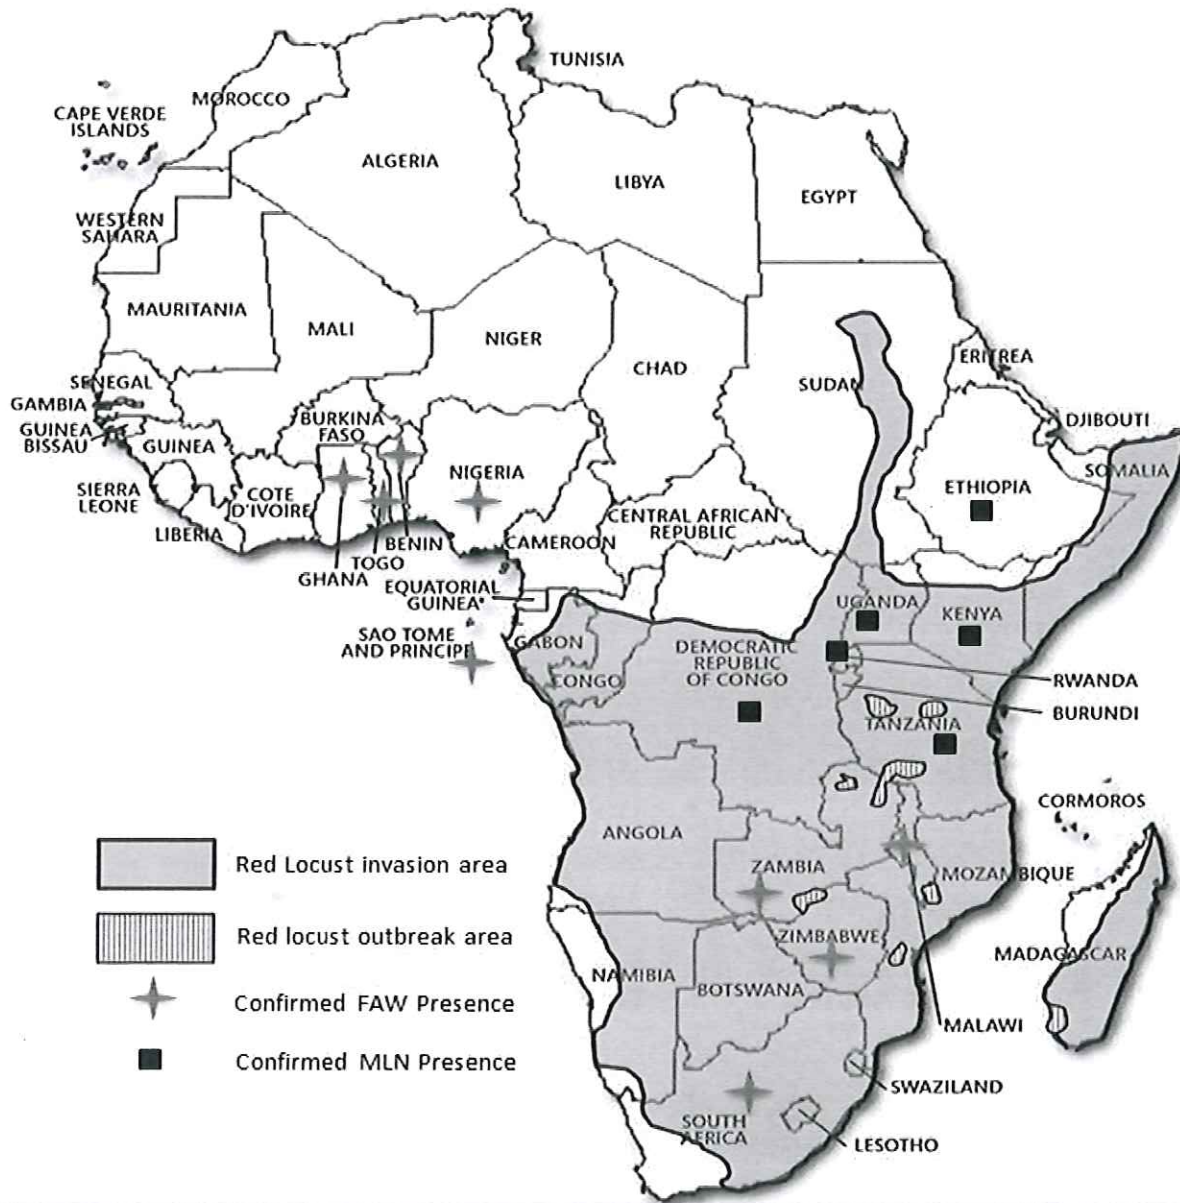 TUNISIA
MOROCCO
CAPE VERDE
ISLANDS
ALGERIA
LIBYA
EGYPT
WESTERN
SAHARA
MAURITANIA
MALI
NIGER
CHAD
SUDAN
ERITREA
SENEGAL
GAMBIA
GUINEA
BISSAU
GUINEA
BURKINA
FASO
DJIBOUTI
SOMALIA
NIGERIA
ETHIOPIA
SIERRA
LEONE
COTE
D'IVOIRE
CENTRAL AFRICAN
REPUBLIC
LIBERIA
BENIN
CAMEROON
TOGO
GHANA
EQUATORIAL
GUINEA
UGANDA
KENYA
SAO TOME
AND PRINCIPE
GABON
CONGO
DEMOCRATIC
REPUBLIC
OF CONGO
RWANDA
BURUNDI
TANZANIA
CORMOROS
ANGOLA
ZAMBIA
MOZAMBIQUE
ZIMBABWE
MADAGASCAR
NAMIBIA
BOTSWANA
MALAWI
SWAZILAND
SOUTH
AFRICA
LESOTHO
Red Locust invasion area
Red locust outbreak area
Confirmed FAW Presence
Confirmed MLN Presence